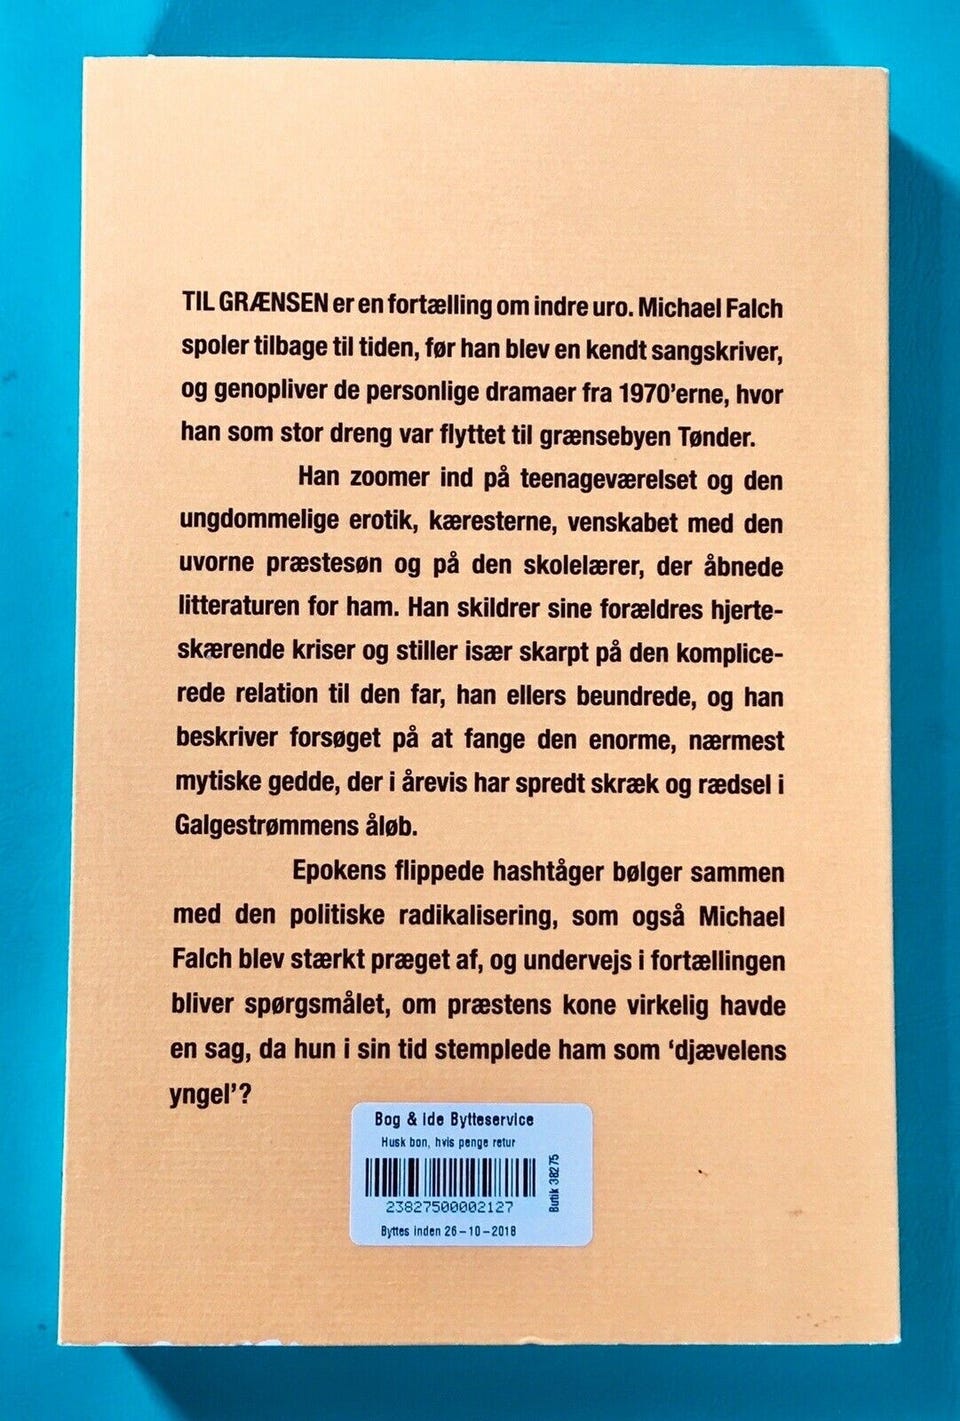 TIL GRÆNSEN er en fortælling om indre uro. Michael Falch
spoler tilbage til tiden, før han blev en kendt sangskriver,
og genopliver de personlige dramaer fra 1970'erne, hvor
han som stor dreng var flyttet til grænsebyen Tønder.
Han zoomer ind på teenageværelset og den
ungdommelige erotik, kæresterne, venskabet med den
uvorne præstesøn og på den skolelærer, der åbnede
litteraturen for ham. Han skildrer sine forældres hjerte-
skærende kriser og stiller især skarpt på den komplice-
rede relation til den far, han ellers beundrede, og han
beskriver forsøget på at fange den enorme, nærmest
mytiske gedde, der i årevis har spredt skræk og rædsel i
Galgestrømmens åløb.
Epokens flippede hashtåger bølger sammen
med den politiske radikalisering, som også Michael
Falch blev stærkt præget af, og undervejs i fortællingen
bliver spørgsmålet, om præstens kone virkelig havde
en sag, da hun i sin tid stemplede ham som ‘djævelens
yngel’?
Bog & ide Bytteservice
Husk bon, hvis penge retur
23827500002127
Byttes inden 26-10-2018
Butik 38275